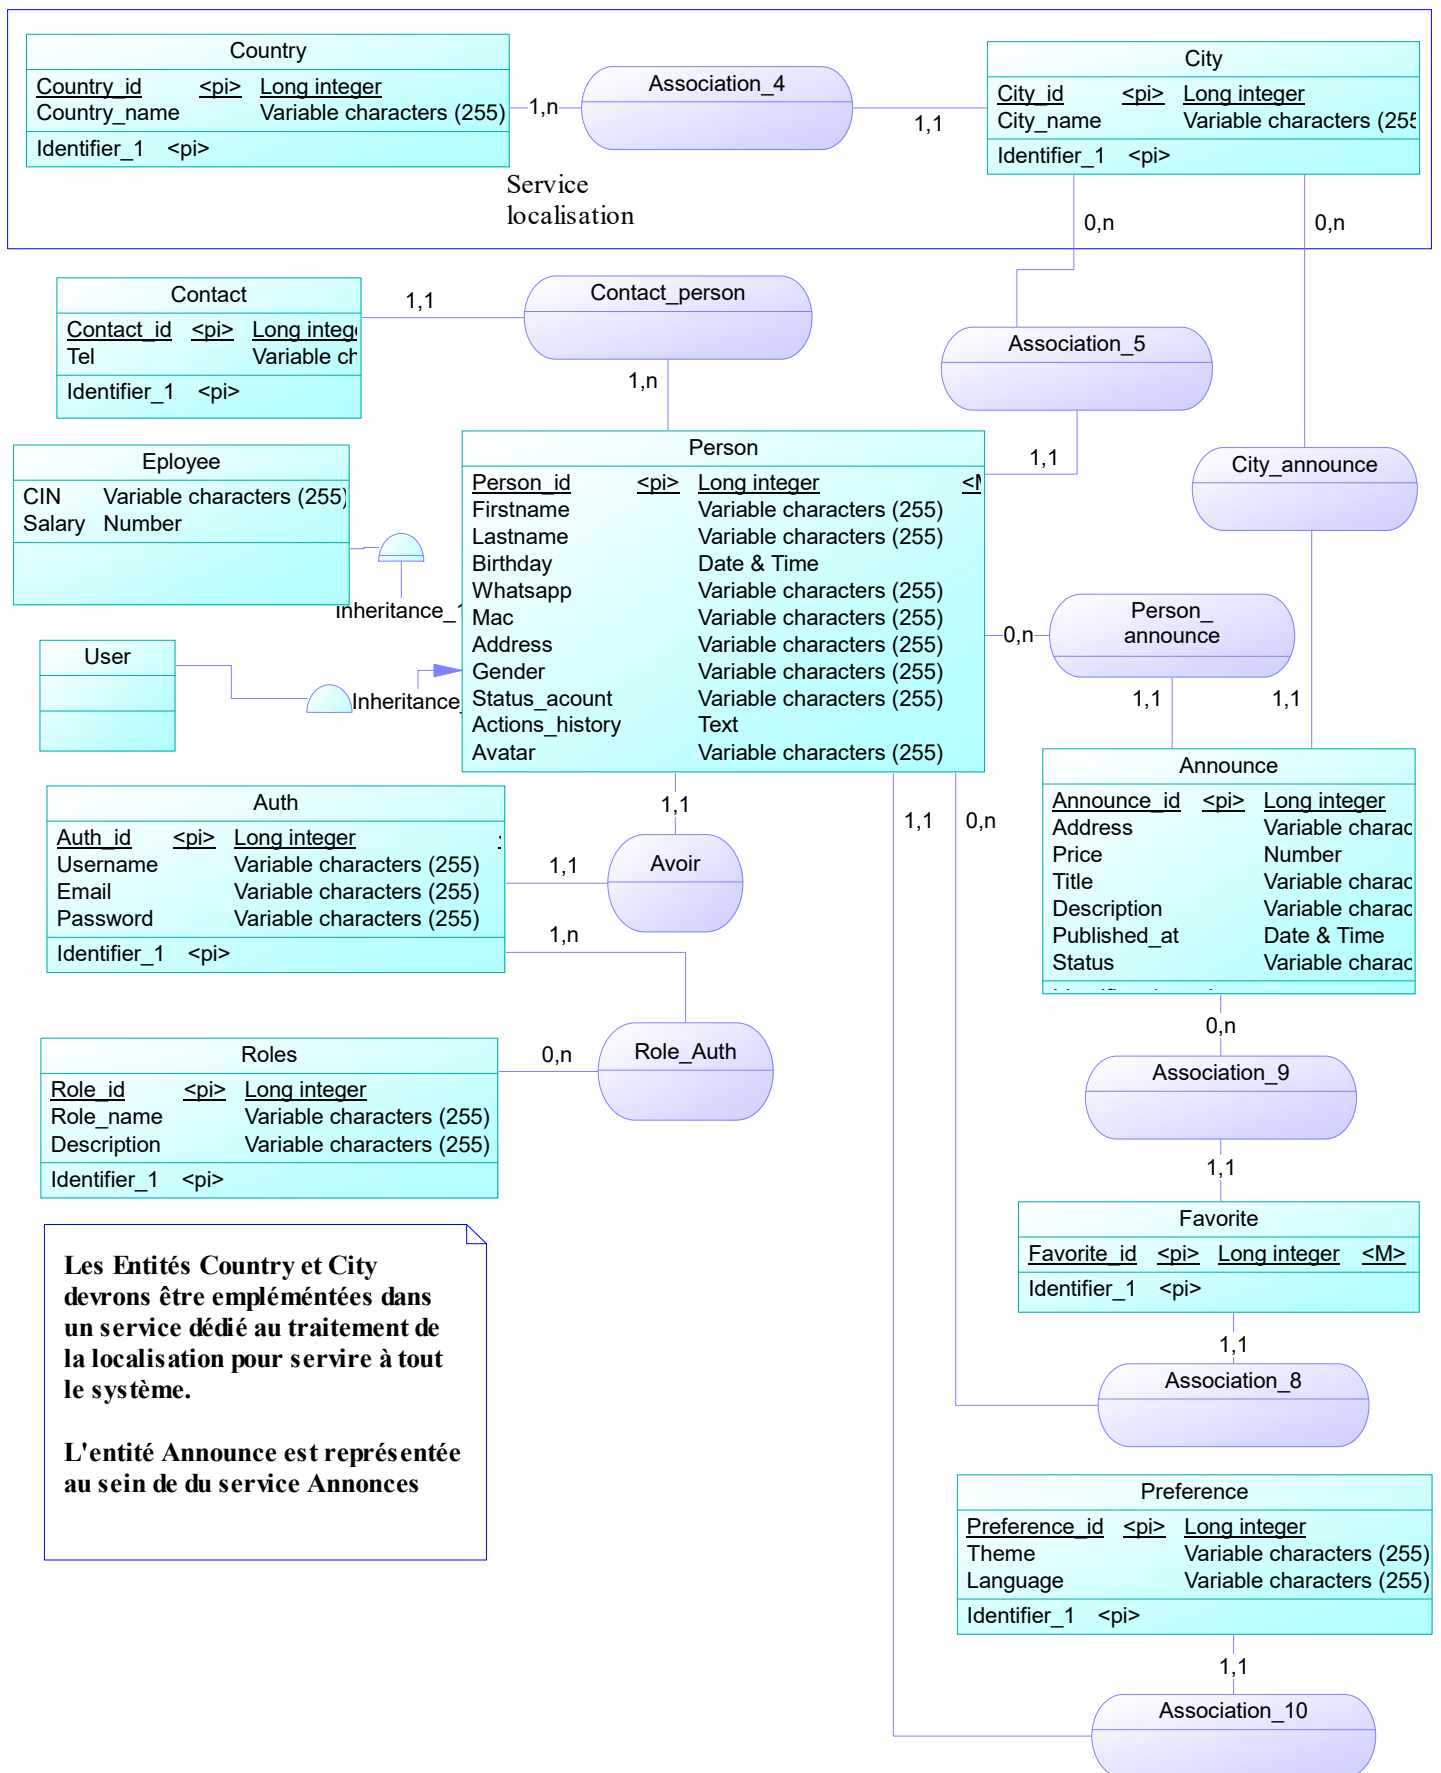 Country
Country_id <pi> Long integer
Country_name Variable characters (255)
Identifier_1 <pi>
1,n
Association_4
1,1
City
City_id <pi> Long integer
City_name Variable characters (255
Identifier_1 <pi>
Service
localisation
0,n
0,n
Contact
Contact_id <pi> Long intege
Tel Variable ch
Identifier_1 <pi>
1,1
Contact_person
1,n
Association_5
1,1
City_announce
Eployee
CIN Variable characters (255)
Salary Number
Inheritance_1
User
Inheritance_
Person
Person_id <pi> Long integer <M
Firstname Variable characters (255)
Lastname Variable characters (255)
Birthday Date & Time
Whatsapp Variable characters (255)
Mac Variable characters (255)
Address Variable characters (255)
Gender Variable characters (255)
Status_acount Variable characters (255)
Actions_history Text
Avatar Variable characters (255)
0,n
Person_
announce
1,1
1,1
Announce
Announce_id <pi> Long integer
Address Variable charac
Price Number
Title Variable charac
Description Variable charac
Published_at Date & Time
Status Variable charac
1,1
1,1
0,n
Auth
Auth_id <pi> Long integer
Username Variable characters (255)
Email Variable characters (255)
Password Variable characters (255)
Identifier_1 <pi>
1,1
Avoir
1,n
Roles
Role_id <pi> Long integer
Role_name Variable characters (255)
Description Variable characters (255)
Identifier_1 <pi>
0,n
Role_Auth
0,n
Association_9
1,1
Favorite
Favorite_id <pi> Long integer <M>
Identifier_1 <pi>
1,1
Association_8
Les Entités Country et City
devrons être empléméntées dans
un service dédié au traitement de
la localisation pour servire à tout
le système.
L'entité Announce est représentée
au sein de du service Annonces
Preference
Preference_id <pi> Long integer
Theme Variable characters (255)
Language Variable characters (255)
Identifier_1 <pi>
1,1
Association_10